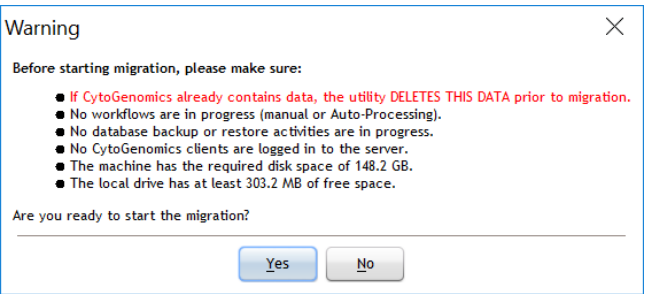 Warning
Before starting migration, please make sure:
● If CytoGenomics already contains data, the utility DELETES THIS DATA prior to migration.
● No workflows are in progress (manual or Auto-Processing).
● No database backup or restore activities are in progress.
● No CytoGenomics clients are logged in to the server.
● The machine has the required disk space of 148.2 GB.
● The local drive has at least 303.2 MB of free space.
Are you ready to start the migration?
Yes No